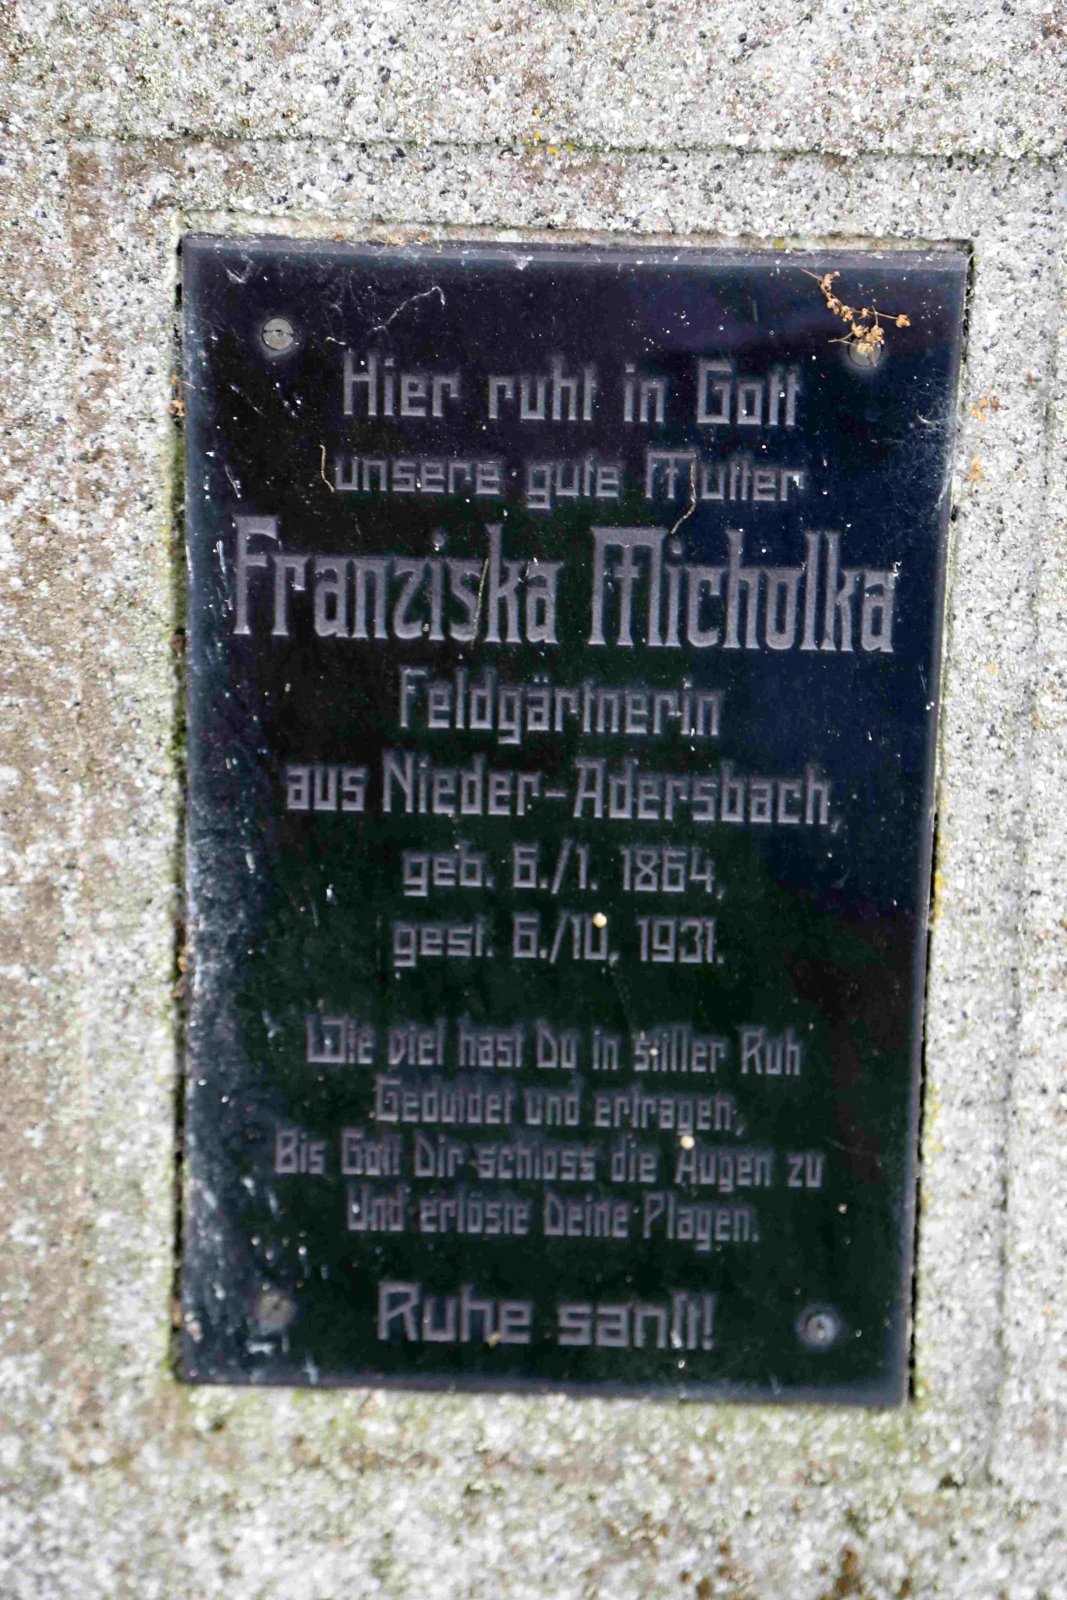 Hier ruht in Gott
unsere gute Mutter
Franziska Micholka
Feldgärtnerin
aus Nieder-Adersbach,
geb. 6./1. 1864,
gest. 6./10, 1931.
Wie viel hast Du in stiller Ruh
Geduldet und ertragen,
Bis Gott Dir schloss die Augen zu
Und erlöste Deine Plagen.
Ruhe sanft!